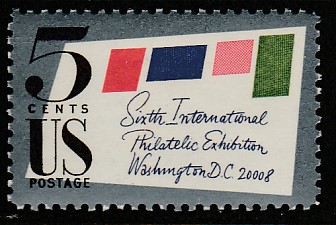 5
CENTS
US
POSTAGE
Sixth International
Philatelic Exhibition
Washington D.C. 20008